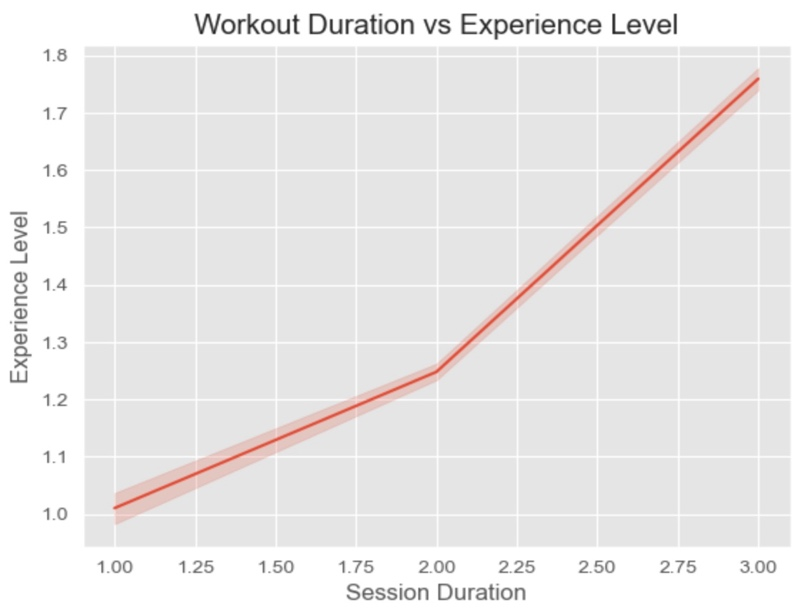 Workout Duration vs Experience Level
1.8
1.7
1.6
1.5
1.4
1.3
1.2
1.1
1.0
Experience Level
1.00 1.25 1.50 1.75 2.00 2.25 2.50 2.75 3.00
Session Duration